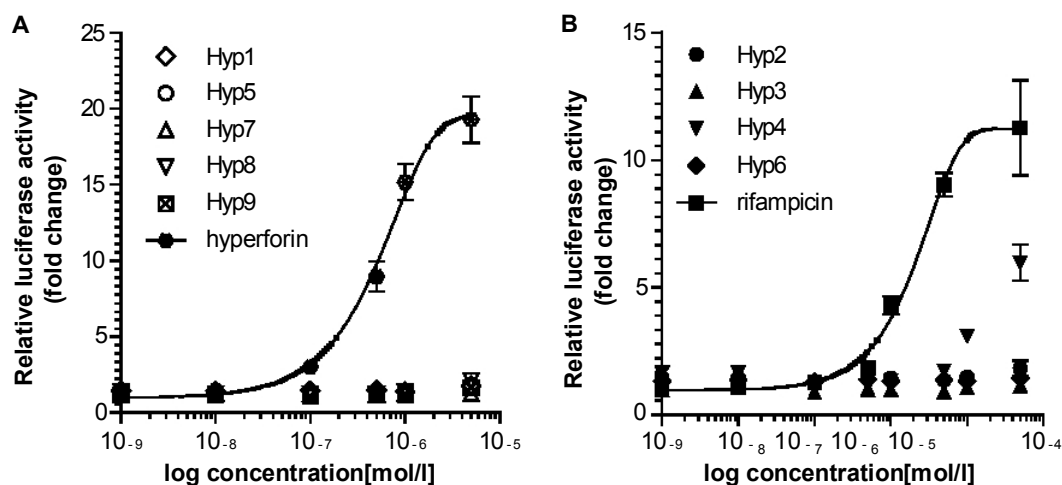 A
Relative luciferase activity
(fold change)
25
20
15
10
5
0
Hyp1
Hyp5
Hyp7
Hyp8
Hyp9
hyperforin
10-9
10-8
10-7
10-6
10-5
log concentration[mol/l]
B
Relative luciferase activity
(fold change)
15
10
5
0
Hyp2
Hyp3
Hyp4
Hyp6
rifampicin
10-9
10-8
10-7
10-6
10-5
10-4
log concentration[mol/l]